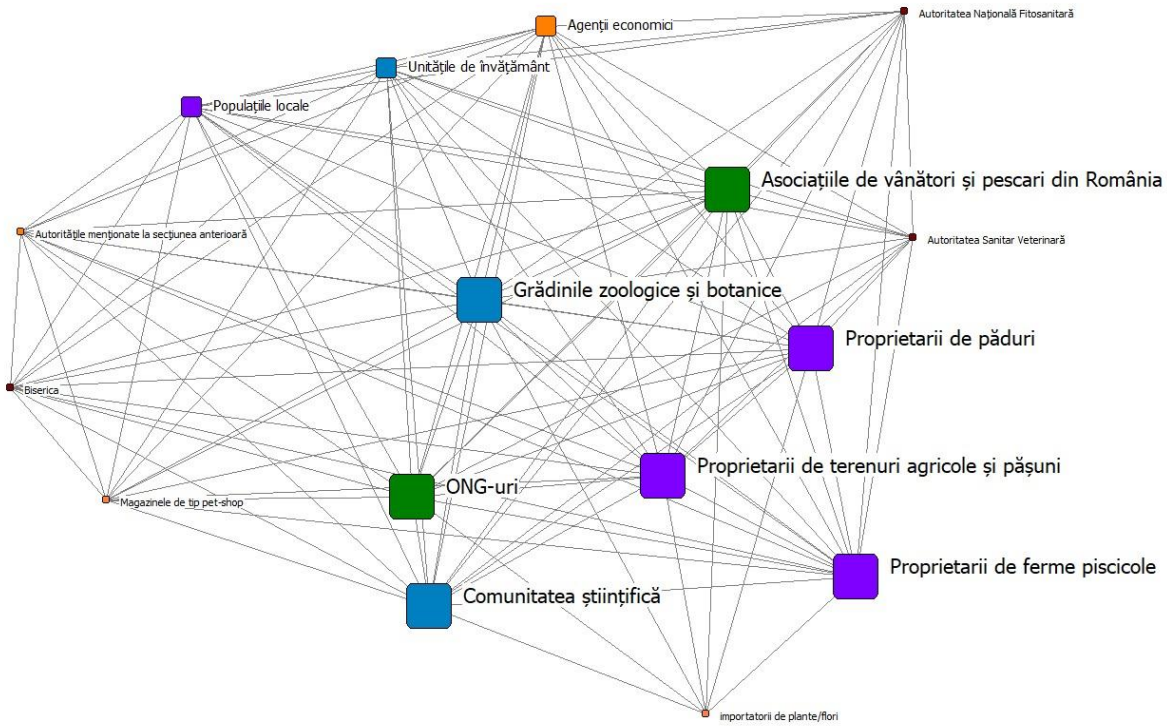 Autoritatea Națională Fitosanitară
Agenții economici
Unitățile de învățământ
Populațiile locale
Asociațiile de vânători și pescari din România
Autoritățile menționate la secțiunea anterioară
Autoritatea Sanitar Veterinară
Grădinile zoologice și botanice
Proprietarii de păduri
Biserica
Proprietarii de terenuri agricole și pășuni
ONG-uri
Magazinele de tip pet-shop
Proprietarii de ferme piscicole
Comunitatea științifică
importatorii de plante/flori